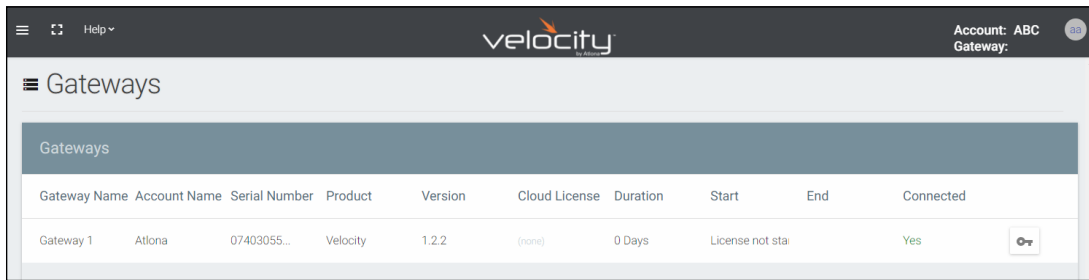 Help
velocity
by Atlona
Account: ABC
Gateway:
aa
Gateways
Gateways
Gateway Name Account Name Serial Number Product Version Cloud License Duration Start End Connected
Gateway 1 Atlona 07403055... Velocity 1.2.2 (none) 0 Days License not sta Yes